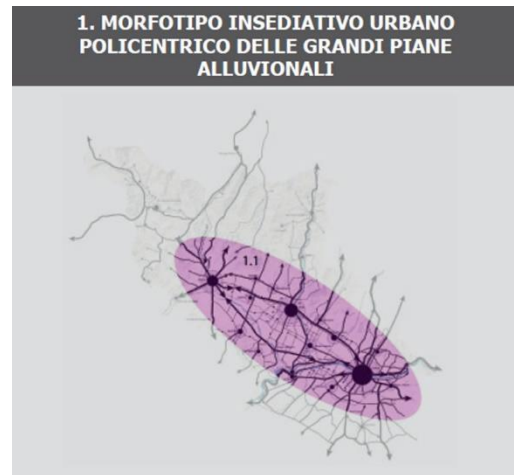 1. MORFOTIPO INSEDIATIVO URBANO
POLICENTRICO DELLE GRANDI PIANE
ALLUVIONALI
1.1